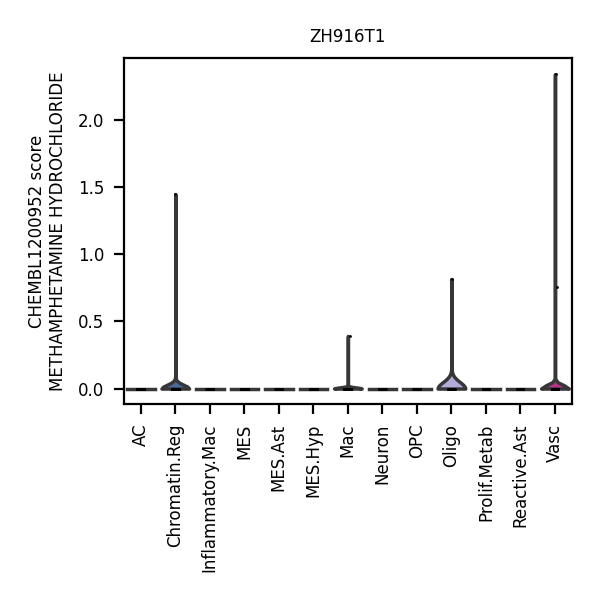 ZH916T1
CHEMBL1200952 score
METHAMPHETAMINE HYDROCHLORIDE
2.0
1.5
1.0
0.5
0.0
AC
Chromatin.Reg
Inflammatory.Mac
MES
MES.Ast
MES.Hyp
Mac
Neuron
OPC
Oligo
Prolif.Metab
Reactive.Ast
Vasc